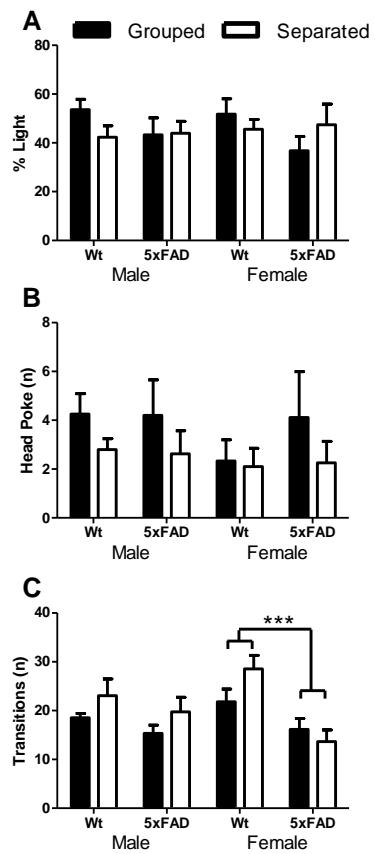 A Grouped Separated
80
60
40
20
0
% Light
Wt 5xFAD Wt 5xFAD
Male Female
B
8
6
4
2
0
Head Poke (n)
Wt 5xFAD Wt 5xFAD
Male Female
C
40
30
20
10
0
Transitions (n)
***
Wt 5xFAD Wt 5xFAD
Male Female